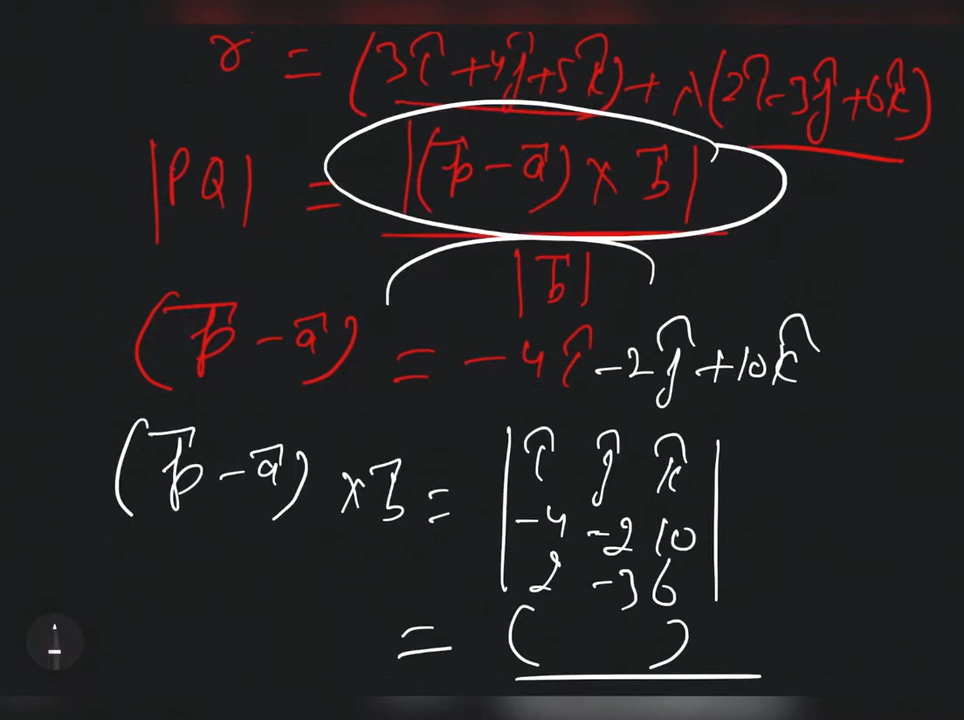 r = (3î + 4ĵ + 5k̂) + λ(2î - 3ĵ + 6k̂)
|PQ| = |(p⃗ - a⃗) × b⃗|
|b⃗|
(p⃗ - a⃗) = -4î - 2ĵ + 10k̂
(p⃗ - a⃗) × b⃗ = | î ĵ k̂ |
-4 -2 10
2 -3 6
= ( )